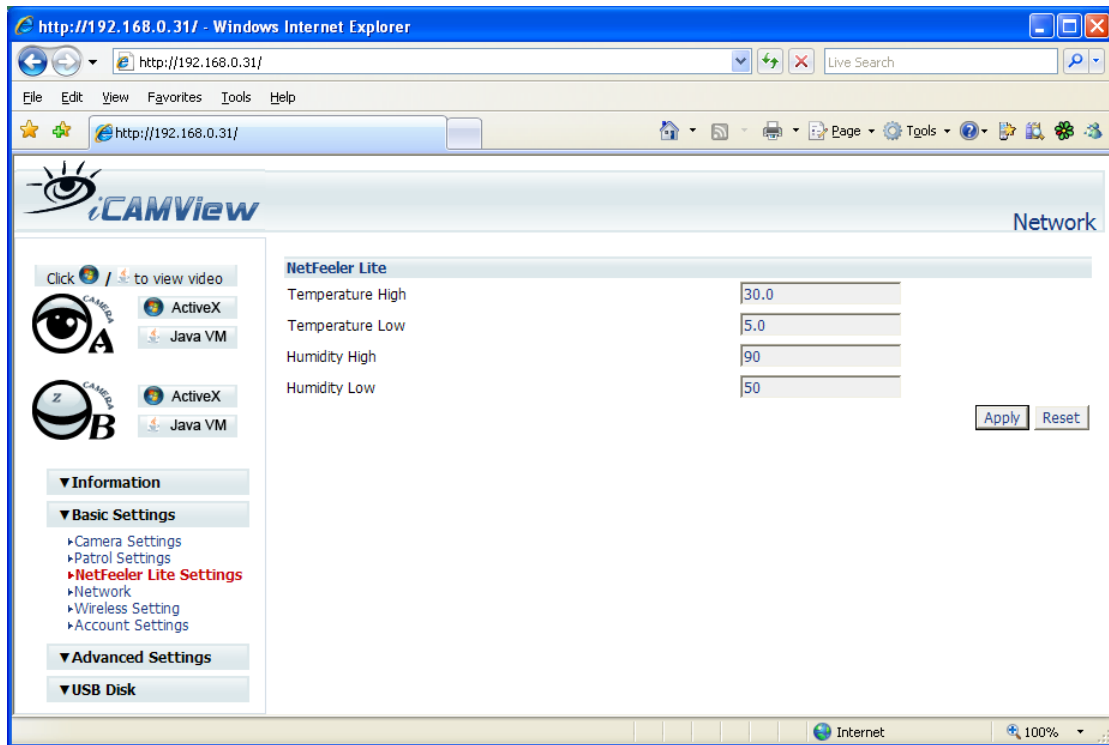 http://192.168.0.31/ - Windows Internet Explorer
http://192.168.0.31/
Live Search
File Edit View Favorites Tools Help
http://192.168.0.31/
Page Tools
iCAMView
Network
Click / to view video
CAMERA A
ActiveX
Java VM
CAMERA B
z
ActiveX
Java VM
▼Information
▼Basic Settings
Camera Settings
Patrol Settings
NetFeeler Lite Settings
Network
Wireless Setting
Account Settings
▼Advanced Settings
▼USB Disk
NetFeeler Lite
Temperature High 30.0
Temperature Low 5.0
Humidity High 90
Humidity Low 50
Apply Reset
Internet 100%